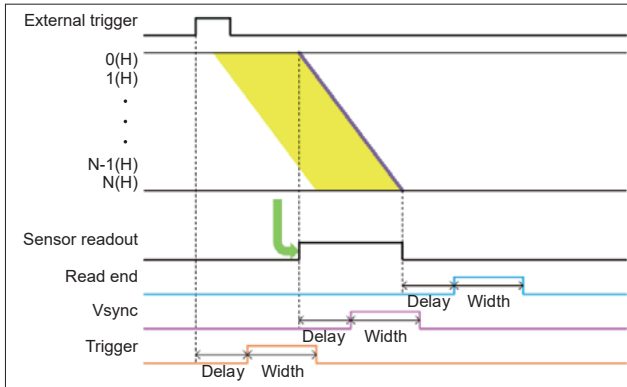 External trigger
0(H)
1(H)
•
•
•
N-1(H)
N(H)
Sensor readout
Read end
Delay Width
Vsync
Delay Width
Trigger
Delay Width